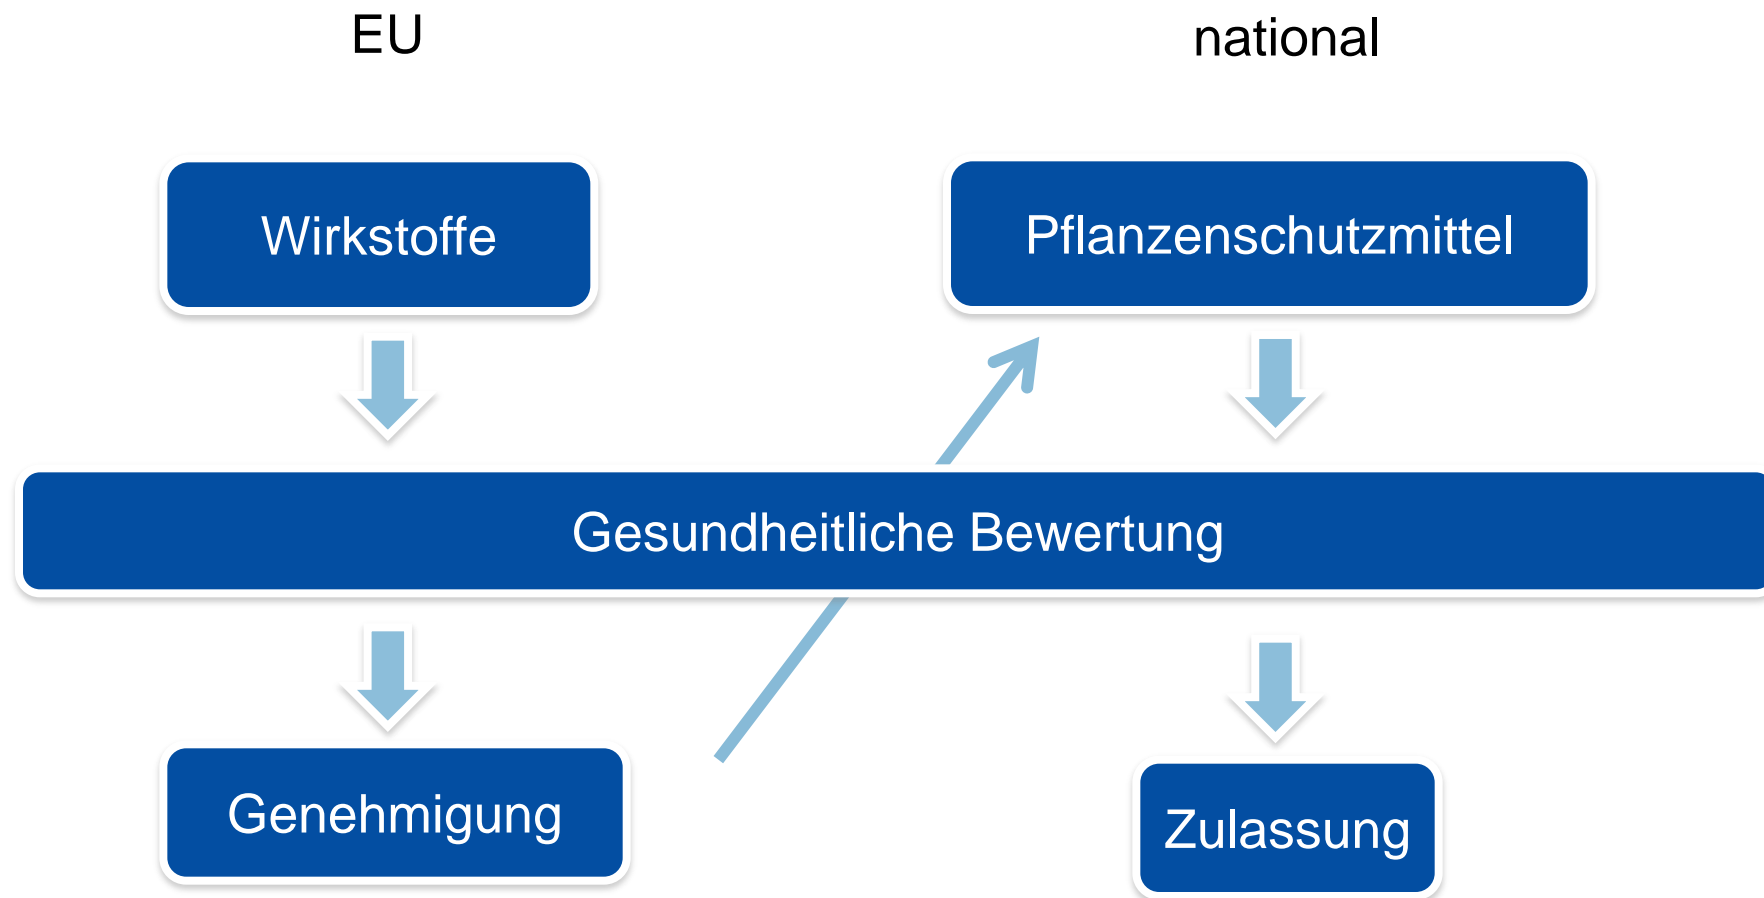 EU
national
Wirkstoffe
Pflanzenschutzmittel
Gesundheitliche Bewertung
Genehmigung
Zulassung